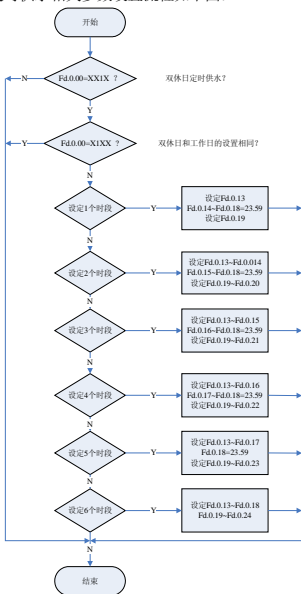 开始
N
Fd.0.00=XX1X ？
双休日定时供水？
Y
Y
Fd.0.00=X1XX ？
双休日和工作日的设置相同？
N
设定1个时段
Y
设定Fd.0.13
Fd.0.14~Fd.0.18=23.59
设定Fd.0.19
N
设定2个时段
Y
设定Fd.0.13~Fd.0.014
Fd.0.15~Fd.0.18=23.59
设定Fd.0.19~Fd.0.20
N
设定3个时段
Y
设定Fd.0.13~Fd.0.15
Fd.0.16~Fd.0.18=23.59
设定Fd.0.19~Fd.0.21
N
设定4个时段
Y
设定Fd.0.13~Fd.0.16
Fd.0.17~Fd.0.18=23.59
设定Fd.0.19~Fd.0.22
N
设定5个时段
Y
设定Fd.0.13~Fd.0.17
Fd.0.18=23.59
设定Fd.0.19~Fd.0.23
N
设定6个时段
Y
设定Fd.0.13~Fd.0.18
Fd.0.19~Fd.0.24
N
结束